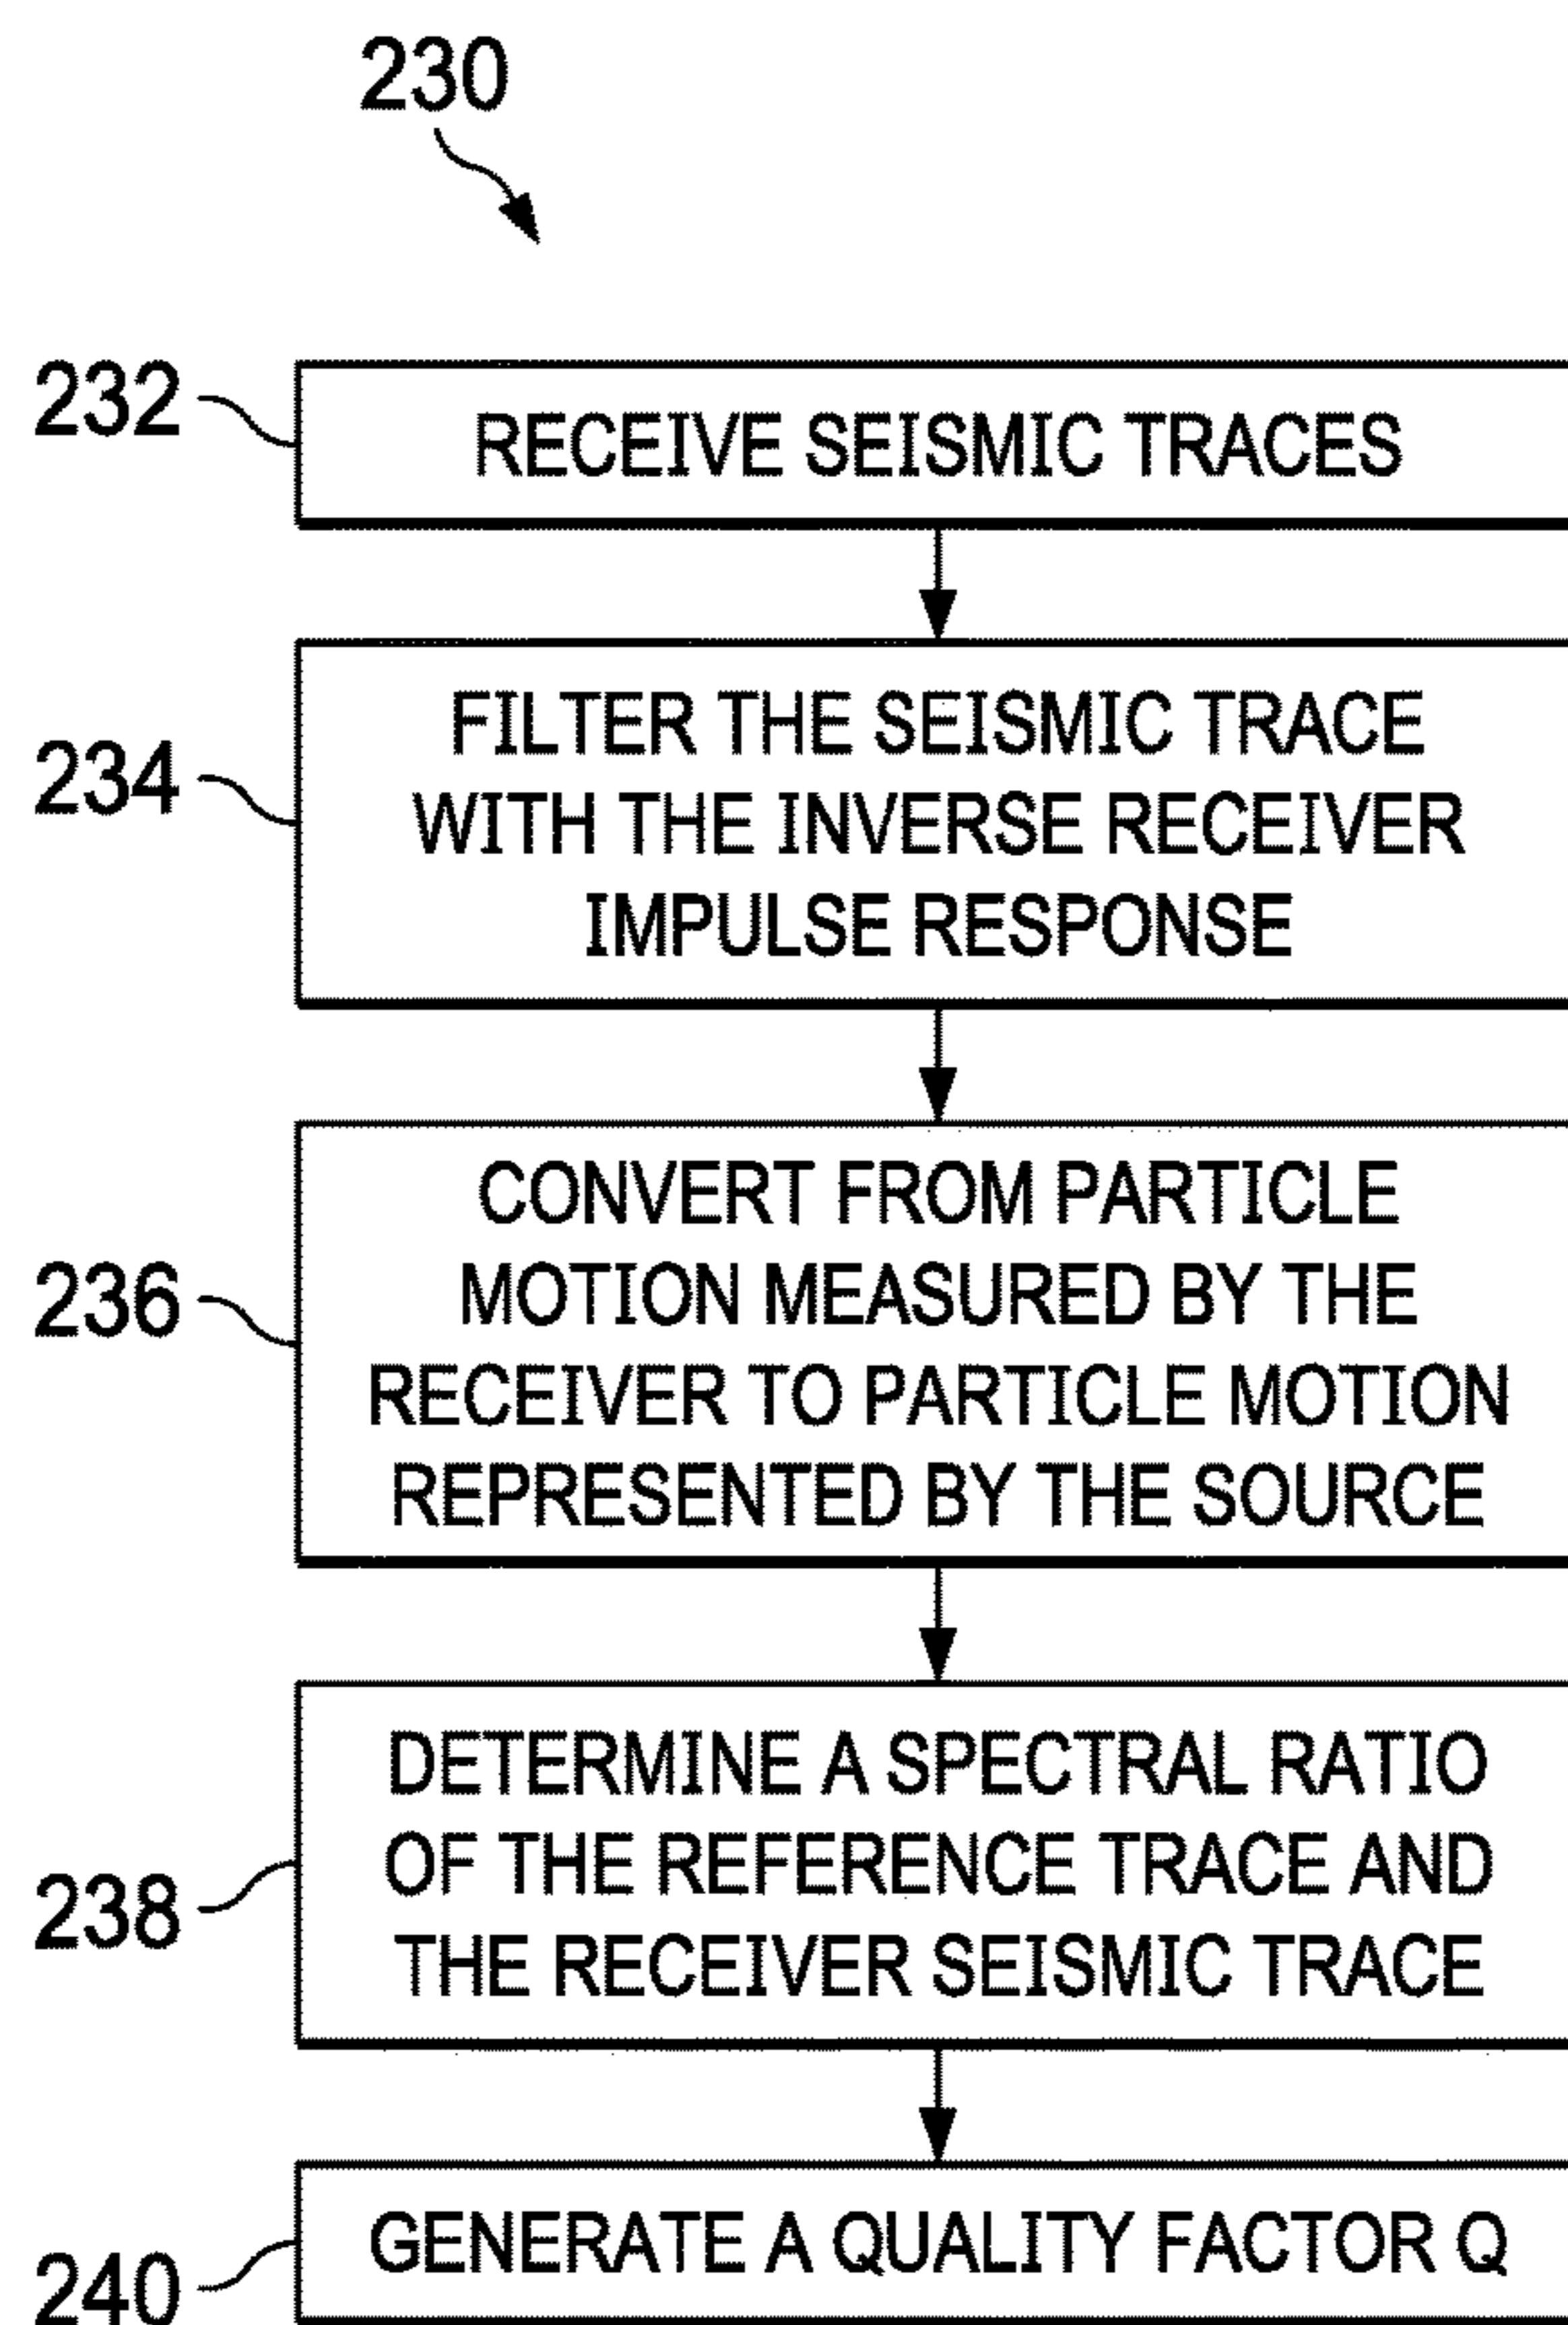 230
232
RECEIVE SEISMIC TRACES
234
FILTER THE SEISMIC TRACE
WITH THE INVERSE RECEIVER
IMPULSE RESPONSE
236
CONVERT FROM PARTICLE
MOTION MEASURED BY THE
RECEIVER TO PARTICLE MOTION
REPRESENTED BY THE SOURCE
238
DETERMINE A SPECTRAL RATIO
OF THE REFERENCE TRACE AND
THE RECEIVER SEISMIC TRACE
240
GENERATE A QUALITY FACTOR Q